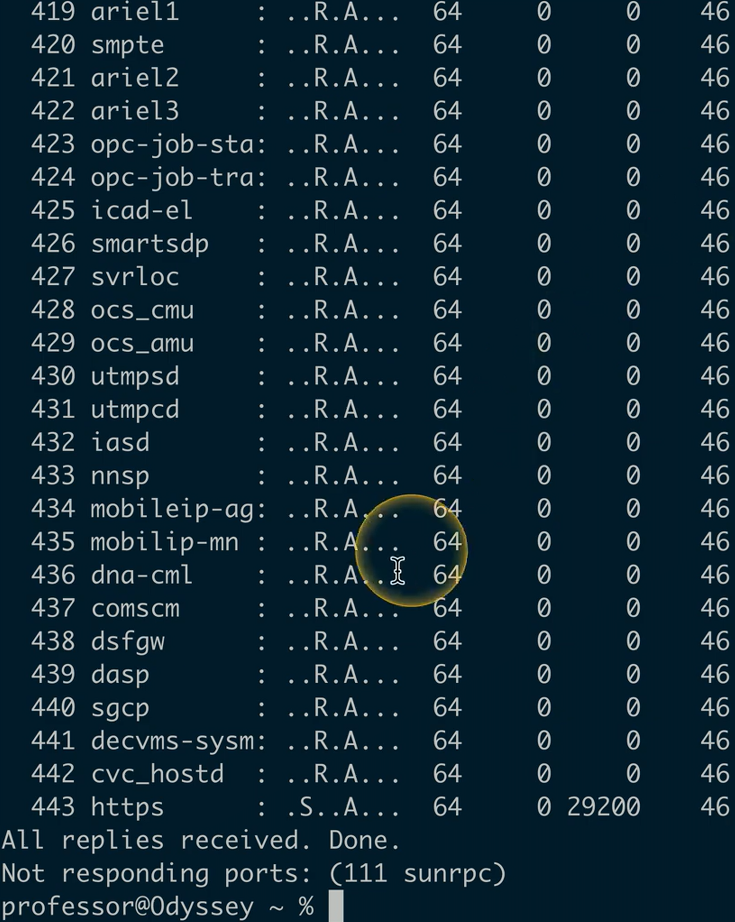 419 ariel1 : ..R.A... 64 0 0 46
420 smpte : ..R.A... 64 0 0 46
421 ariel2 : ..R.A... 64 0 0 46
422 ariel3 : ..R.A... 64 0 0 46
423 opc-job-sta: ..R.A... 64 0 0 46
424 opc-job-tra: ..R.A... 64 0 0 46
425 icad-el : ..R.A... 64 0 0 46
426 smartsdp : ..R.A... 64 0 0 46
427 svrloc : ..R.A... 64 0 0 46
428 ocs_cmu : ..R.A... 64 0 0 46
429 ocs_amu : ..R.A... 64 0 0 46
430 utmpsd : ..R.A... 64 0 0 46
431 utmpcd : ..R.A... 64 0 0 46
432 iasd : ..R.A... 64 0 0 46
433 nnsp : ..R.A... 64 0 0 46
434 mobileip-ag: ..R.A... 64 0 0 46
435 mobilip-mn : ..R.A... 64 0 0 46
436 dna-cml : ..R.A... 64 0 0 46
437 comscm : ..R.A... 64 0 0 46
438 dsfgw : ..R.A... 64 0 0 46
439 dasp : ..R.A... 64 0 0 46
440 sgcp : ..R.A... 64 0 0 46
441 decvms-sysm: ..R.A... 64 0 0 46
442 cvc_hostd : ..R.A... 64 0 0 46
443 https : .S..A... 64 0 29200 46
All replies received. Done.
Not responding ports: (111 sunrpc)
professor@Odyssey ~ %